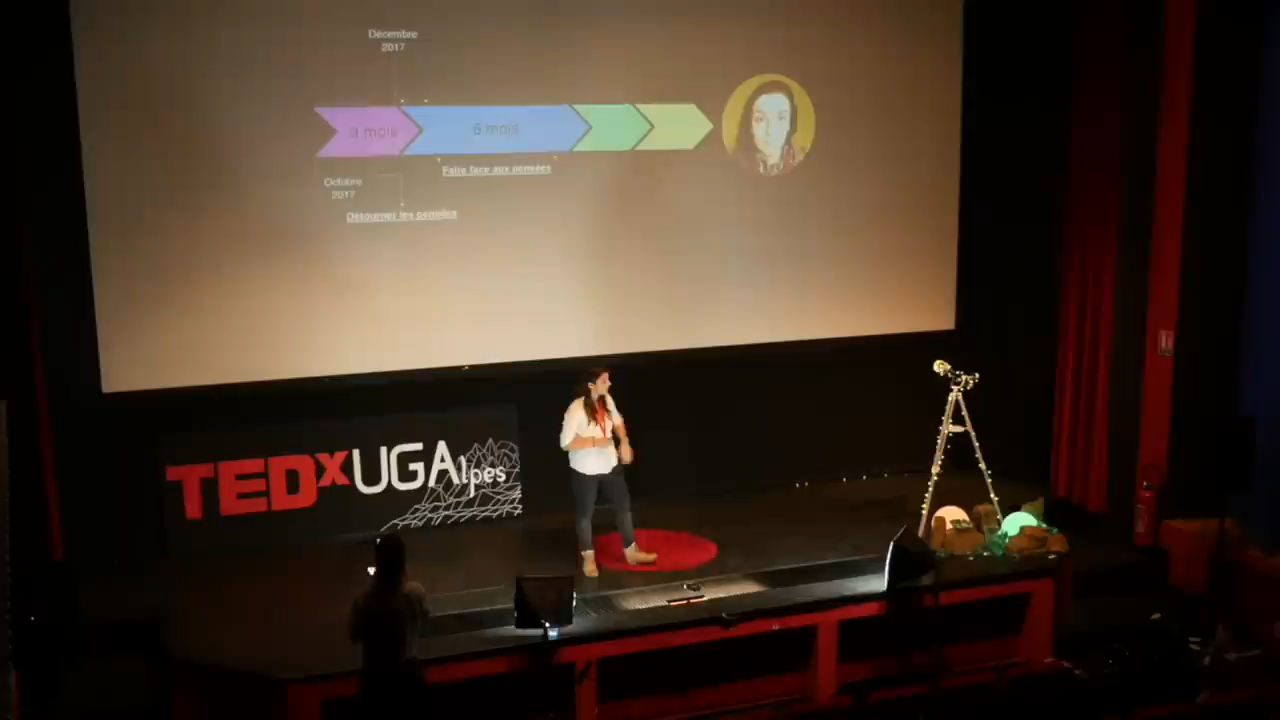 Décembre
2017
3 mois
6 mois
Faire face aux pensées
Octobre
2017
Détourner les pensées
TEDxUGAlpes